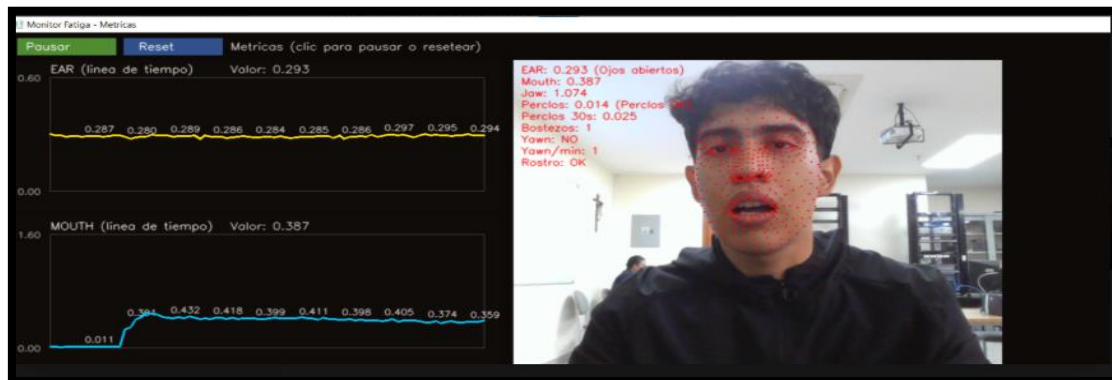 Monitor Fatiga - Metricas
Pausar Reset Metricas (clic para pausar o resetear)
EAR (linea de tiempo) Valor: 0.293
0.60
0.287 0.280 0.289 0.286 0.284 0.285 0.286 0.297 0.295 0.294
0.00
MOUTH (linea de tiempo) Valor: 0.387
1.60
0.391 0.432 0.418 0.399 0.411 0.398 0.405 0.374 0.359
0.011
0.00
EAR: 0.293 (Ojos abiertos)
Mouth: 0.387
Jaw: 1.074
Perclos: 0.014 (Perclos OK)
Perclos 30s: 0.025
Bostezos: 1
Yawn: NO
Yawn/min: 1
Rostro: OK